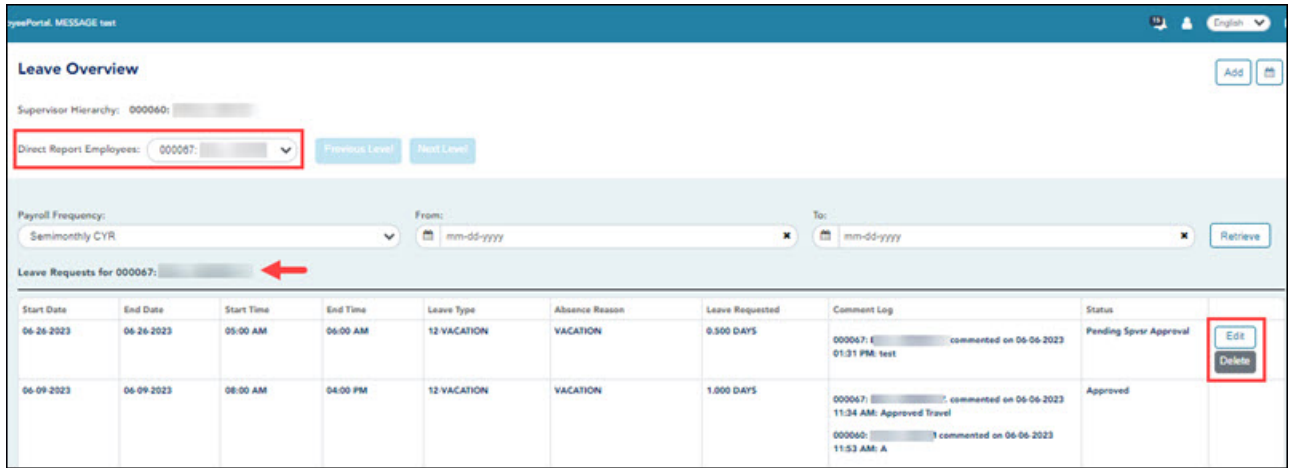 oyeePortal. MESSAGE test
English
Leave Overview
Add
Supervisor Hierarchy: 000060:
Direct Report Employees: 000067:
Previous Level Next Level
Payroll Frequency: From: To:
Semimonthly CYR mm-dd-yyyy mm-dd-yyyy Retrieve
Leave Requests for 000067:
Start Date End Date Start Time End Time Leave Type Absence Reason Leave Requested Comment Log Status
06-26-2023 06-26-2023 05:00 AM 06:00 AM 12-VACATION VACATION 0.500 DAYS Pending Spvsr Approval
000067: E commented on 06-06-2023
01:31 PM: test
Edit
Delete
06-09-2023 06-09-2023 08:00 AM 04:00 PM 12-VACATION VACATION 1.000 DAYS Approved
000067: commented on 06-06-2023
11:34 AM: Approved Travel
000060: commented on 06-06-2023
11:53 AM: A